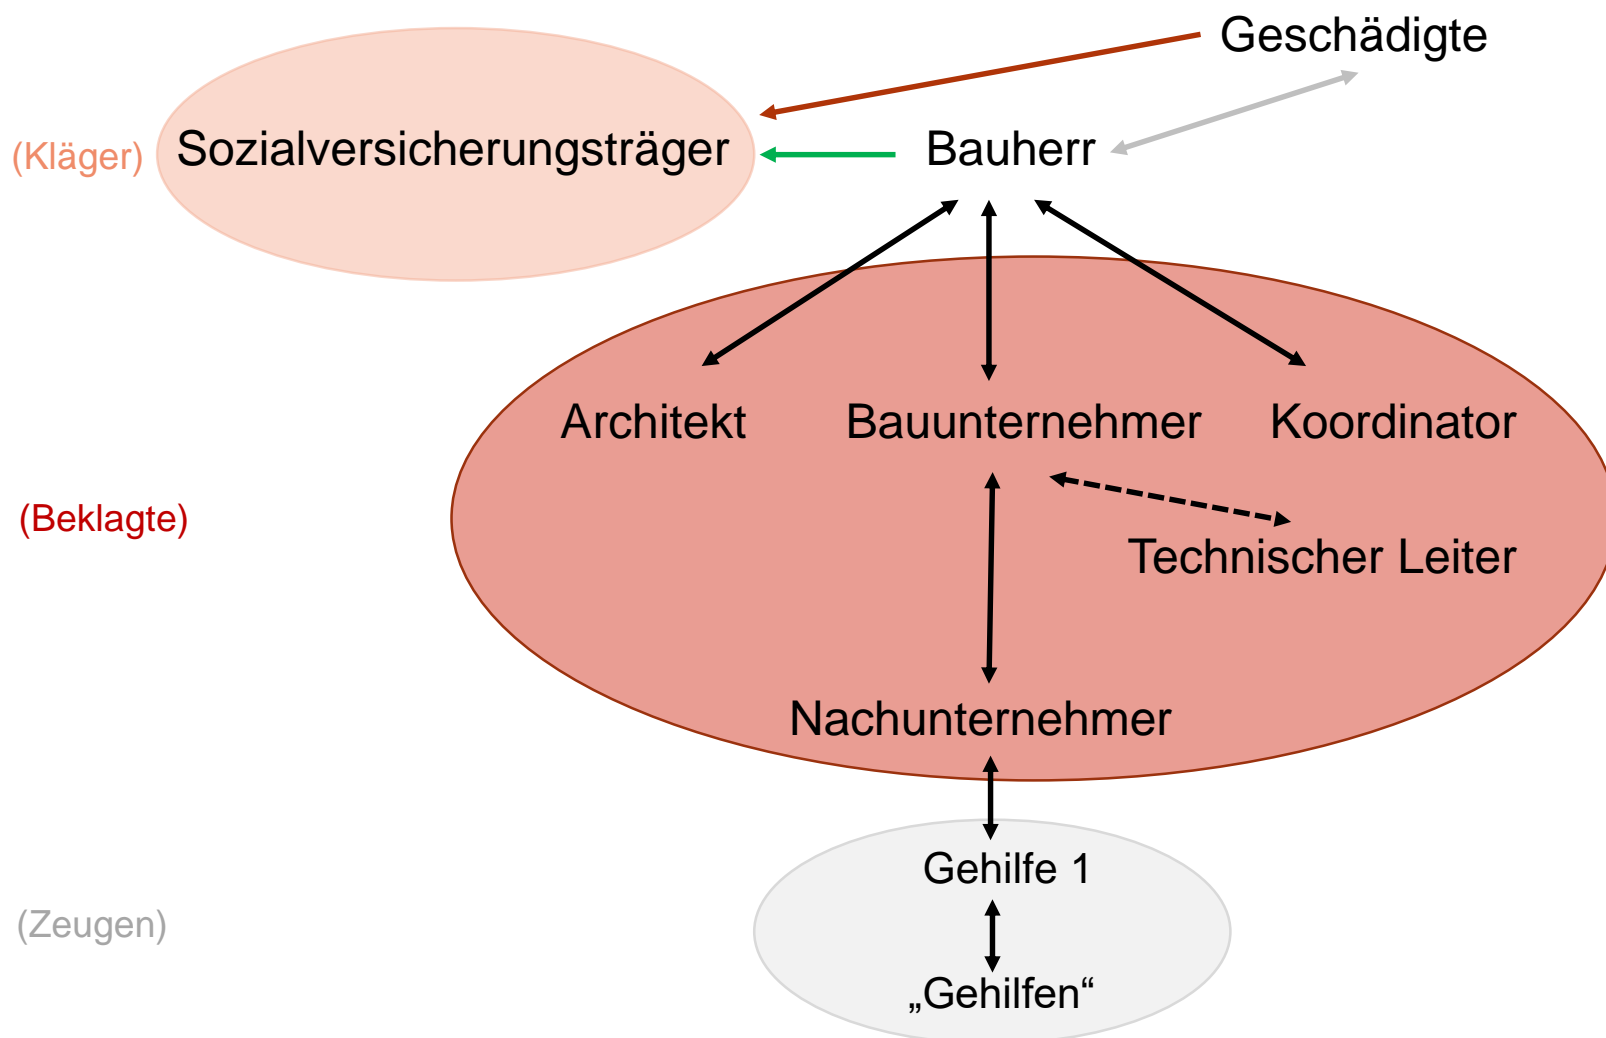 Geschädigte
(Kläger)
Sozialversicherungsträger
Bauherr
Architekt
Bauunternehmer
Koordinator
(Beklagte)
Technischer Leiter
Nachunternehmer
Gehilfe 1
(Zeugen)
„Gehilfen“